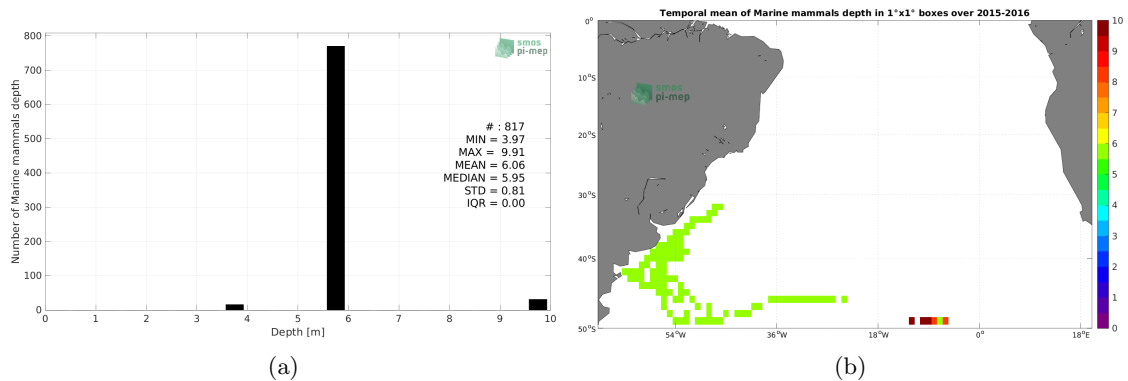 800
700
600
500
400
300
200
100
0
Number of Marine mammals depth
smos
pi-mep
# : 817
MIN = 3.97
MAX = 9.91
MEAN = 6.06
MEDIAN = 5.95
STD = 0.81
IQR = 0.00
0 1 2 3 4 5 6 7 8 9 10
Depth [m]
(a)
Temporal mean of Marine mammals depth in 1°x1° boxes over 2015-2016
0°
10°S
20°S
30°S
40°S
50°S
smos
pi-mep
54°W 36°W 18°W 0° 18°E
10
9
8
7
6
5
4
3
2
1
0
(b)